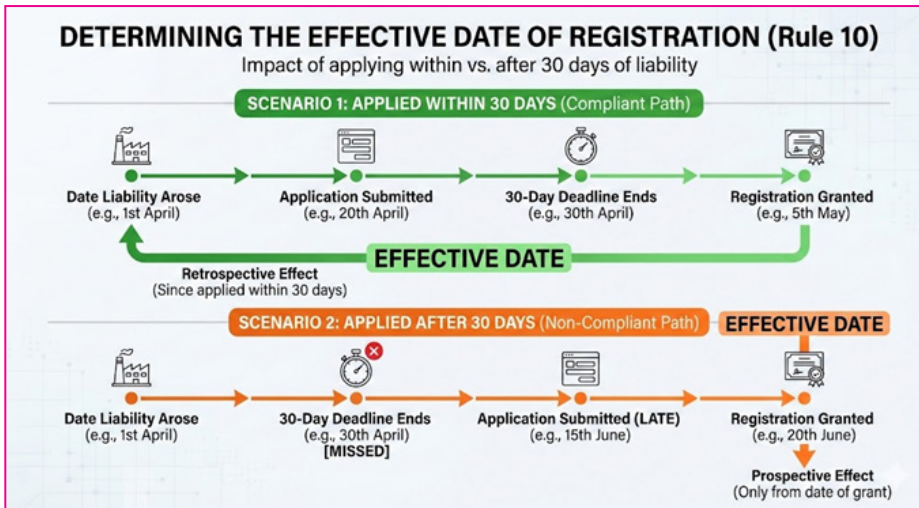 DETERMINING THE EFFECTIVE DATE OF REGISTRATION (Rule 10)
Impact of applying within vs. after 30 days of liability
SCENARIO 1: APPLIED WITHIN 30 DAYS (Compliant Path)
Date Liability Arose
(e.g., 1st April)
Application Submitted
(e.g., 20th April)
30-Day Deadline Ends
(e.g., 30th April)
Registration Granted
(e.g., 5th May)
EFFECTIVE DATE
Retrospective Effect
(Since applied within 30 days)
SCENARIO 2: APPLIED AFTER 30 DAYS (Non-Compliant Path)
EFFECTIVE DATE
Date Liability Arose
(e.g., 1st April)
30-Day Deadline Ends
(e.g., 30th April)
[MISSED]
Application Submitted (LATE)
(e.g., 15th June)
Registration Granted
(e.g., 20th June)
Prospective Effect
(Only from date of grant)